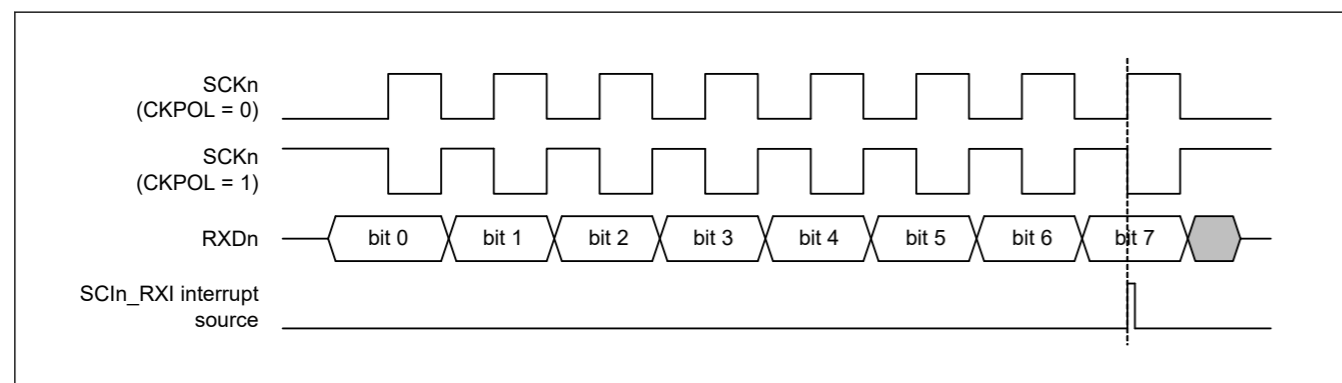 SCKn
(CKPOL = 0)
SCKn
(CKPOL = 1)
RXDn
bit 0 bit 1 bit 2 bit 3 bit 4 bit 5 bit 6 bit 7
SCIn_RXI interrupt
source